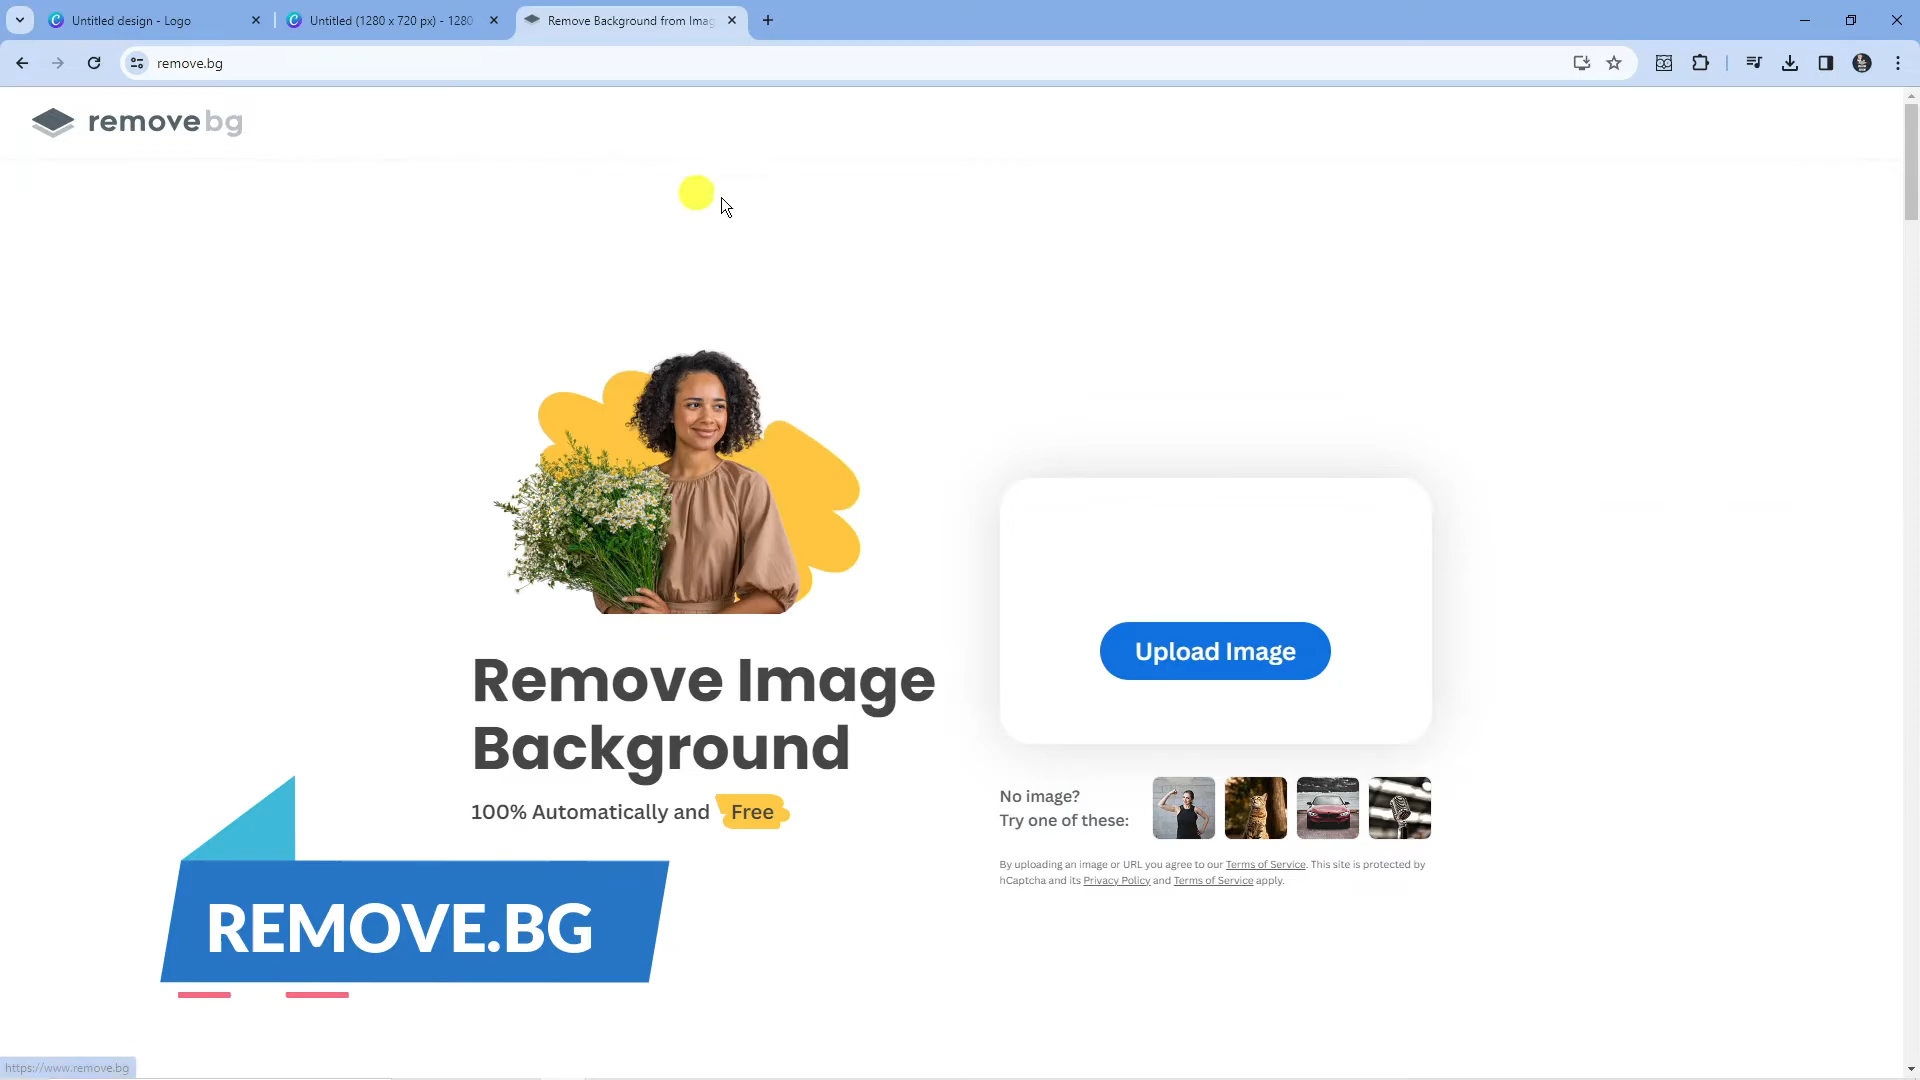 Untitled design - Logo
Untitled (1280 x 720 px) - 1280
Remove Background from Imag
remove.bg
removebg
Remove Image
Background
100% Automatically and Free
Upload Image
No image?
Try one of these:
By uploading an image or URL you agree to our Terms of Service. This site is protected by
hCaptcha and its Privacy Policy and Terms of Service apply.
REMOVE.BG
https://www.remove.bg